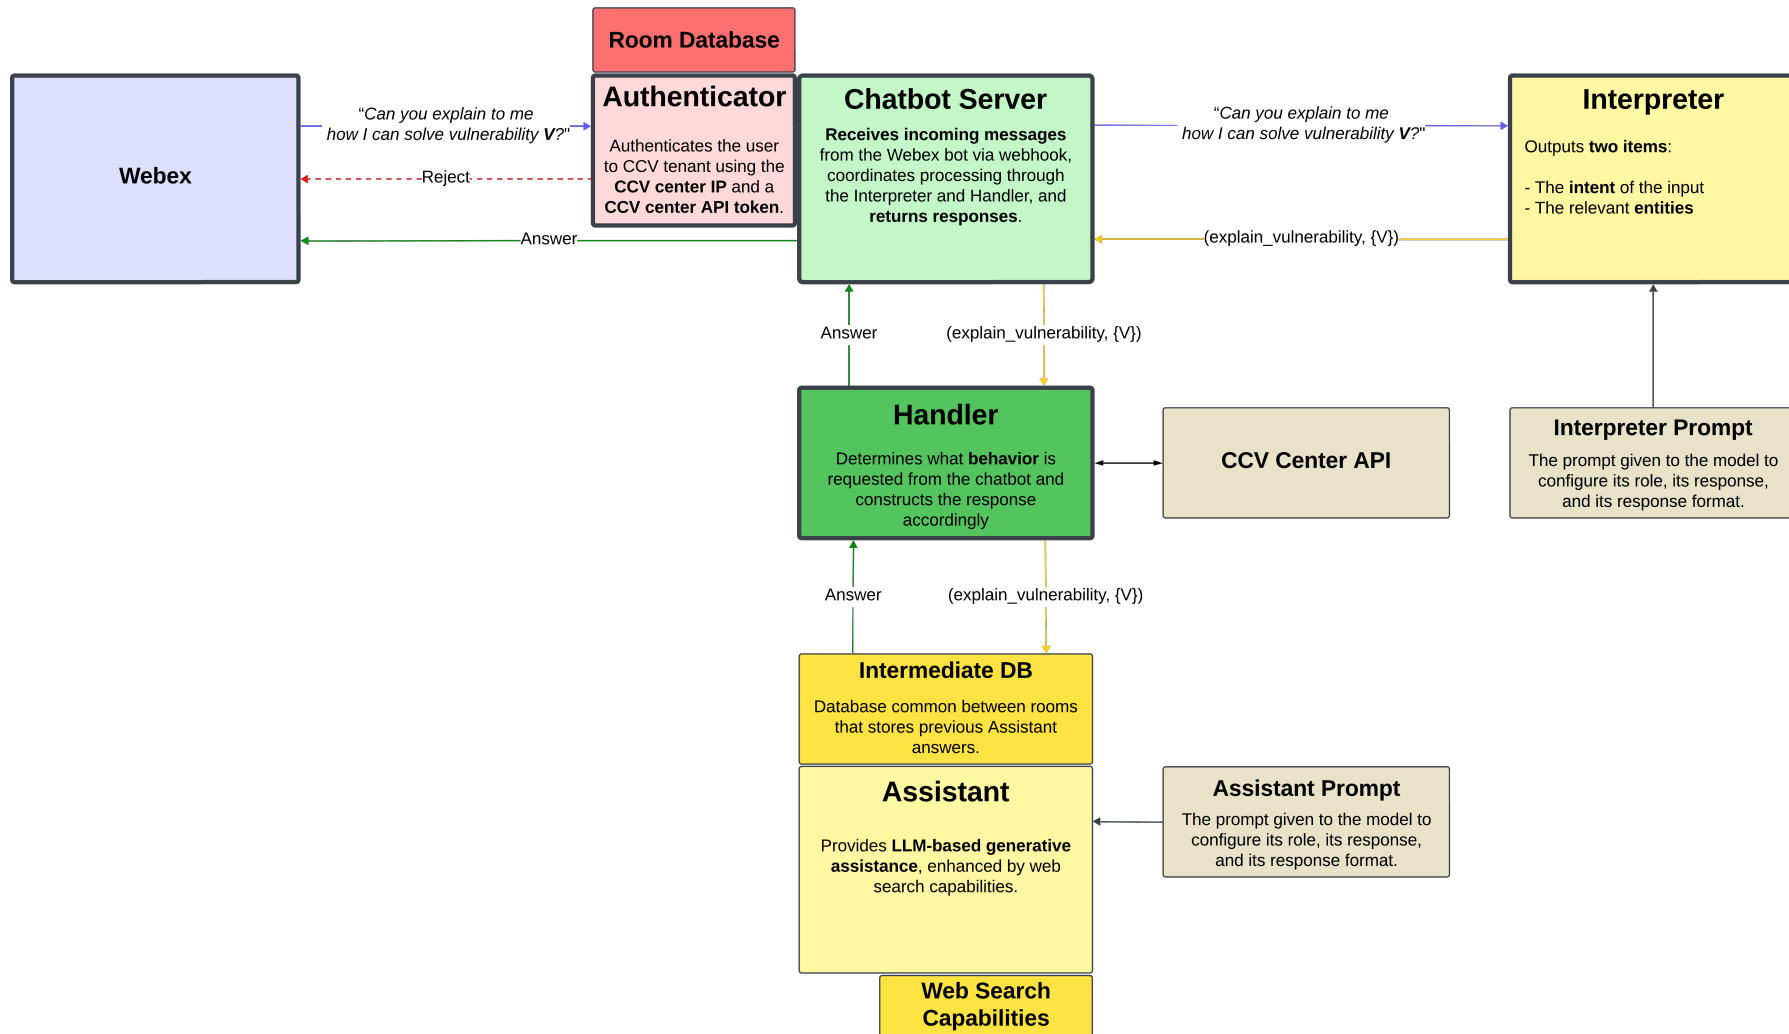 Room Database
Webex
"Can you explain to me
how I can solve vulnerability V?"
Reject
Answer
Authenticator
Authenticates the user
to CCV tenant using the
CCV center IP and a
CCV center API token.
Chatbot Server
Receives incoming messages
from the Webex bot via webhook,
coordinates processing through
the Interpreter and Handler, and
returns responses.
"Can you explain to me
how I can solve vulnerability V?"
(explain_vulnerability, {V})
Interpreter
Outputs two items:
- The intent of the input
- The relevant entities
Answer
(explain_vulnerability, {V})
Handler
Determines what behavior is
requested from the chatbot and
constructs the response
accordingly
CCV Center API
Interpreter Prompt
The prompt given to the model to
configure its role, its response,
and its response format.
Answer
(explain_vulnerability, {V})
Intermediate DB
Database common between rooms
that stores previous Assistant
answers.
Assistant
Provides LLM-based generative
assistance, enhanced by web
search capabilities.
Assistant Prompt
The prompt given to the model to
configure its role, its response,
and its response format.
Web Search
Capabilities